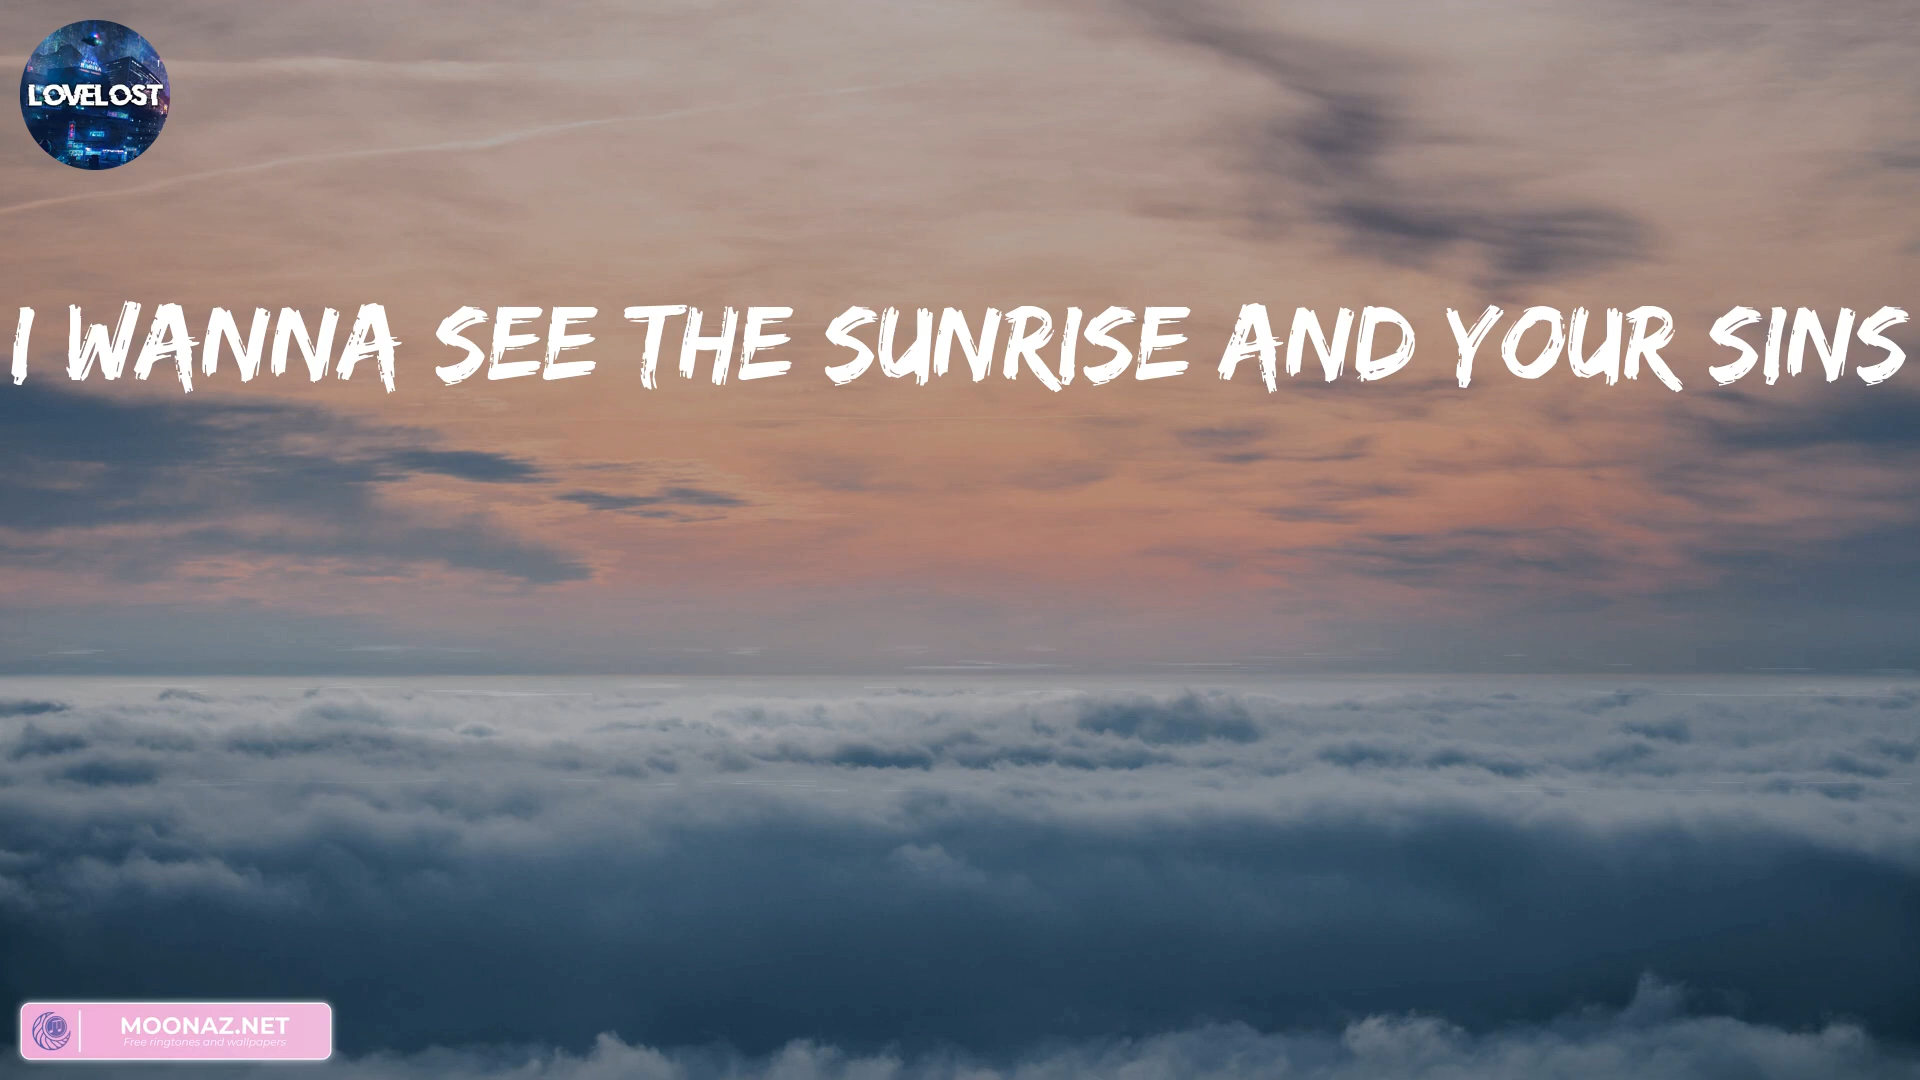 LOVELOST
I WANNA SEE THE SUNRISE AND YOUR SINS
MOONAZ.NET
Free ringtones and wallpapers